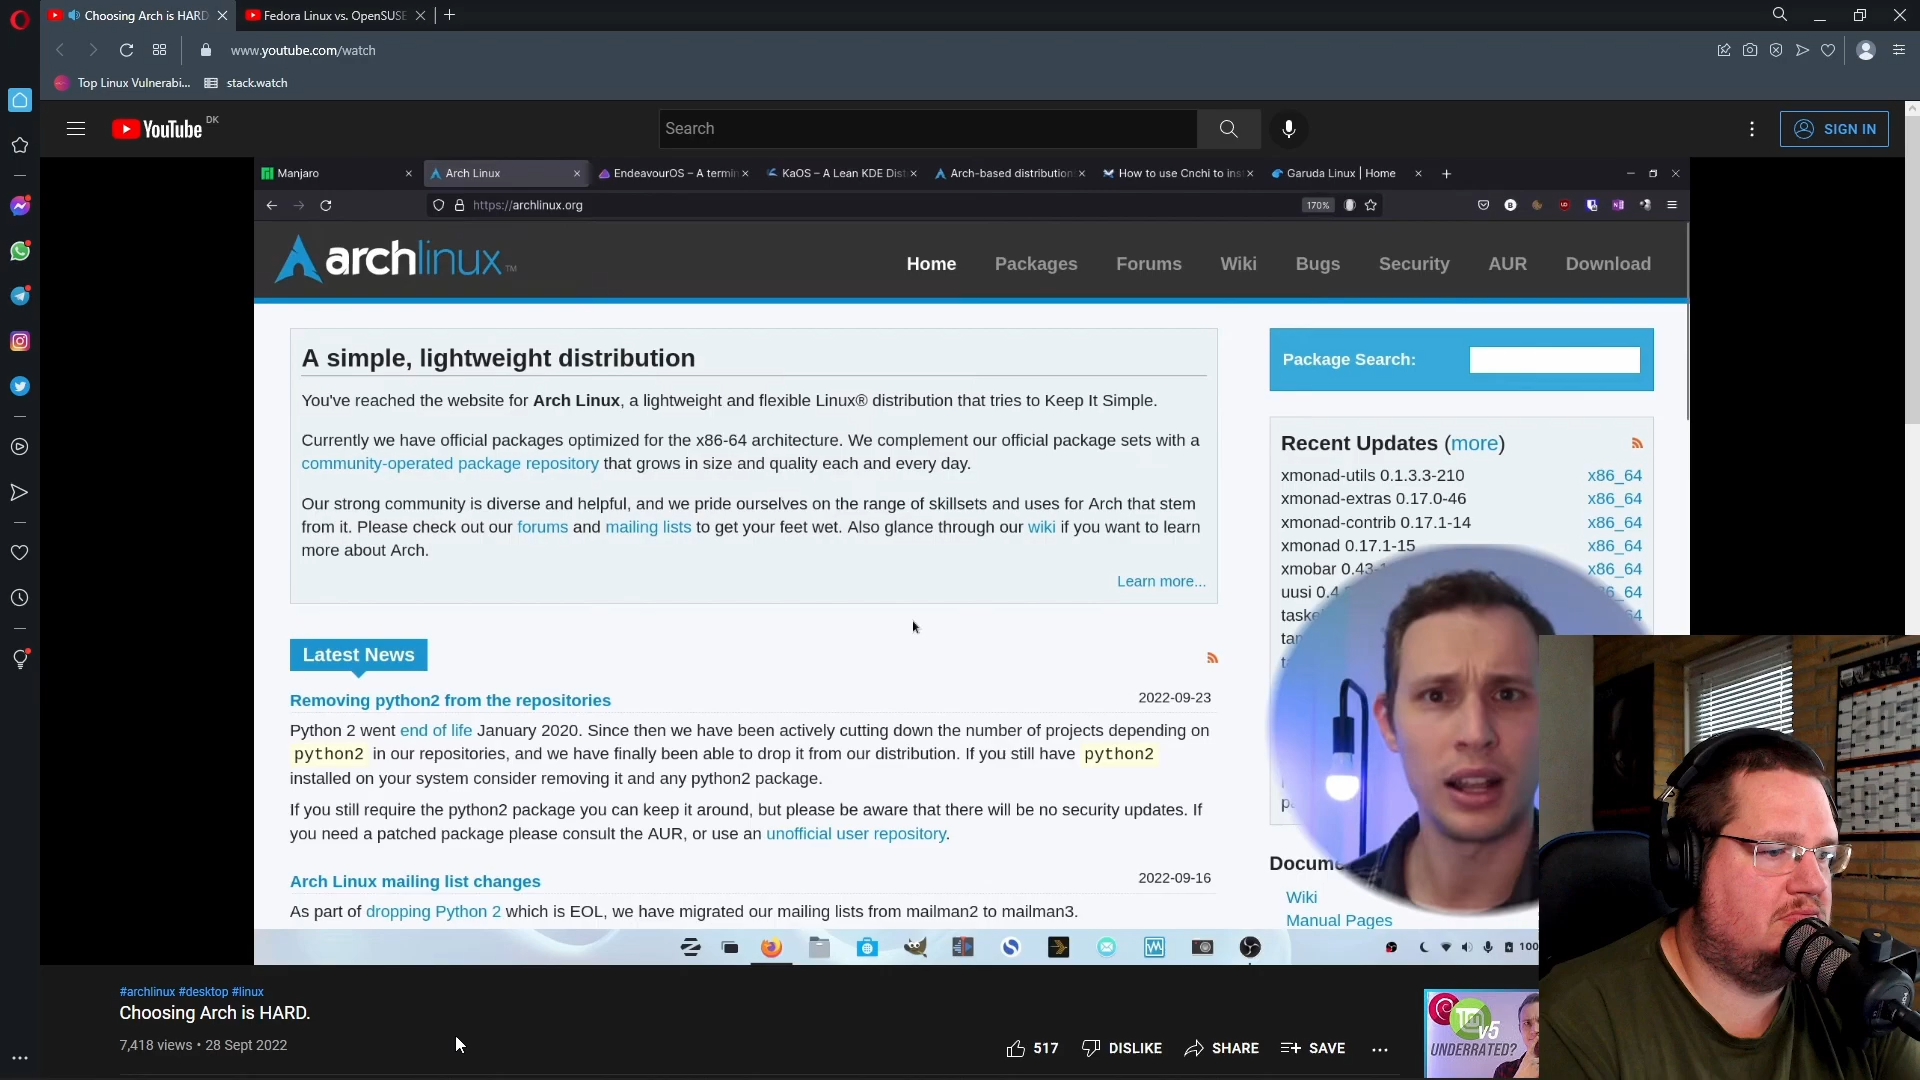 Choosing Arch is HARD
Fedora Linux vs. OpenSUSE
www.youtube.com/watch
Top Linux Vulnerabi...
stack.watch
YouTube DK
Search
SIGN IN
Manjaro
Arch Linux
EndeavourOS – A termin
KaOS – A Lean KDE Dist
Arch-based distribution
How to use Cnchi to inst
Garuda Linux | Home
https://archlinux.org
170%
archlinux TM
Home Packages Forums Wiki Bugs Security AUR Download
A simple, lightweight distribution
You've reached the website for Arch Linux, a lightweight and flexible Linux® distribution that tries to Keep It Simple.
Currently we have official packages optimized for the x86-64 architecture. We complement our official package sets with a
community-operated package repository that grows in size and quality each and every day.
Our strong community is diverse and helpful, and we pride ourselves on the range of skillsets and uses for Arch that stem
from it. Please check out our forums and mailing lists to get your feet wet. Also glance through our wiki if you want to learn
more about Arch.
Learn more...
Package Search:
Recent Updates (more)
xmonad-utils 0.1.3.3-210 x86_64
xmonad-extras 0.17.0-46 x86_64
xmonad-contrib 0.17.1-14 x86_64
xmonad 0.17.1-15 x86_64
xmobar 0.43- x86_64
uusi 0.4 6_64
taske 64
Latest News
Removing python2 from the repositories 2022-09-23
Python 2 went end of life January 2020. Since then we have been actively cutting down the number of projects depending on
python2 in our repositories, and we have finally been able to drop it from our distribution. If you still have python2
installed on your system consider removing it and any python2 package.
If you still require the python2 package you can keep it around, but please be aware that there will be no security updates. If
you need a patched package please consult the AUR, or use an unofficial user repository.
Arch Linux mailing list changes 2022-09-16
As part of dropping Python 2 which is EOL, we have migrated our mailing lists from mailman2 to mailman3.
Docume
Wiki
Manual Pages
100
#archlinux #desktop #linux
Choosing Arch is HARD.
7,418 views • 28 Sept 2022
517 DISLIKE SHARE SAVE
v5
UNDERRATED?